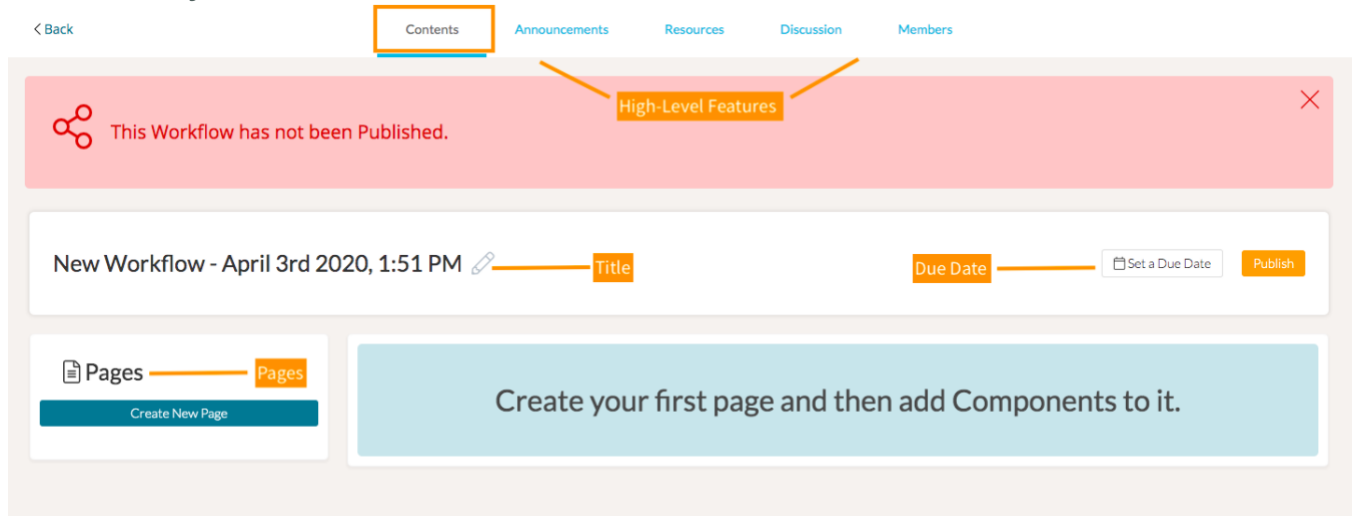 < Back
Contents
Announcements
Resources
Discussion
Members
High-Level Features
This Workflow has not been Published.
New Workflow - April 3rd 2020, 1:51 PM
Title
Due Date
Set a Due Date
Publish
Pages
Pages
Create New Page
Create your first page and then add Components to it.